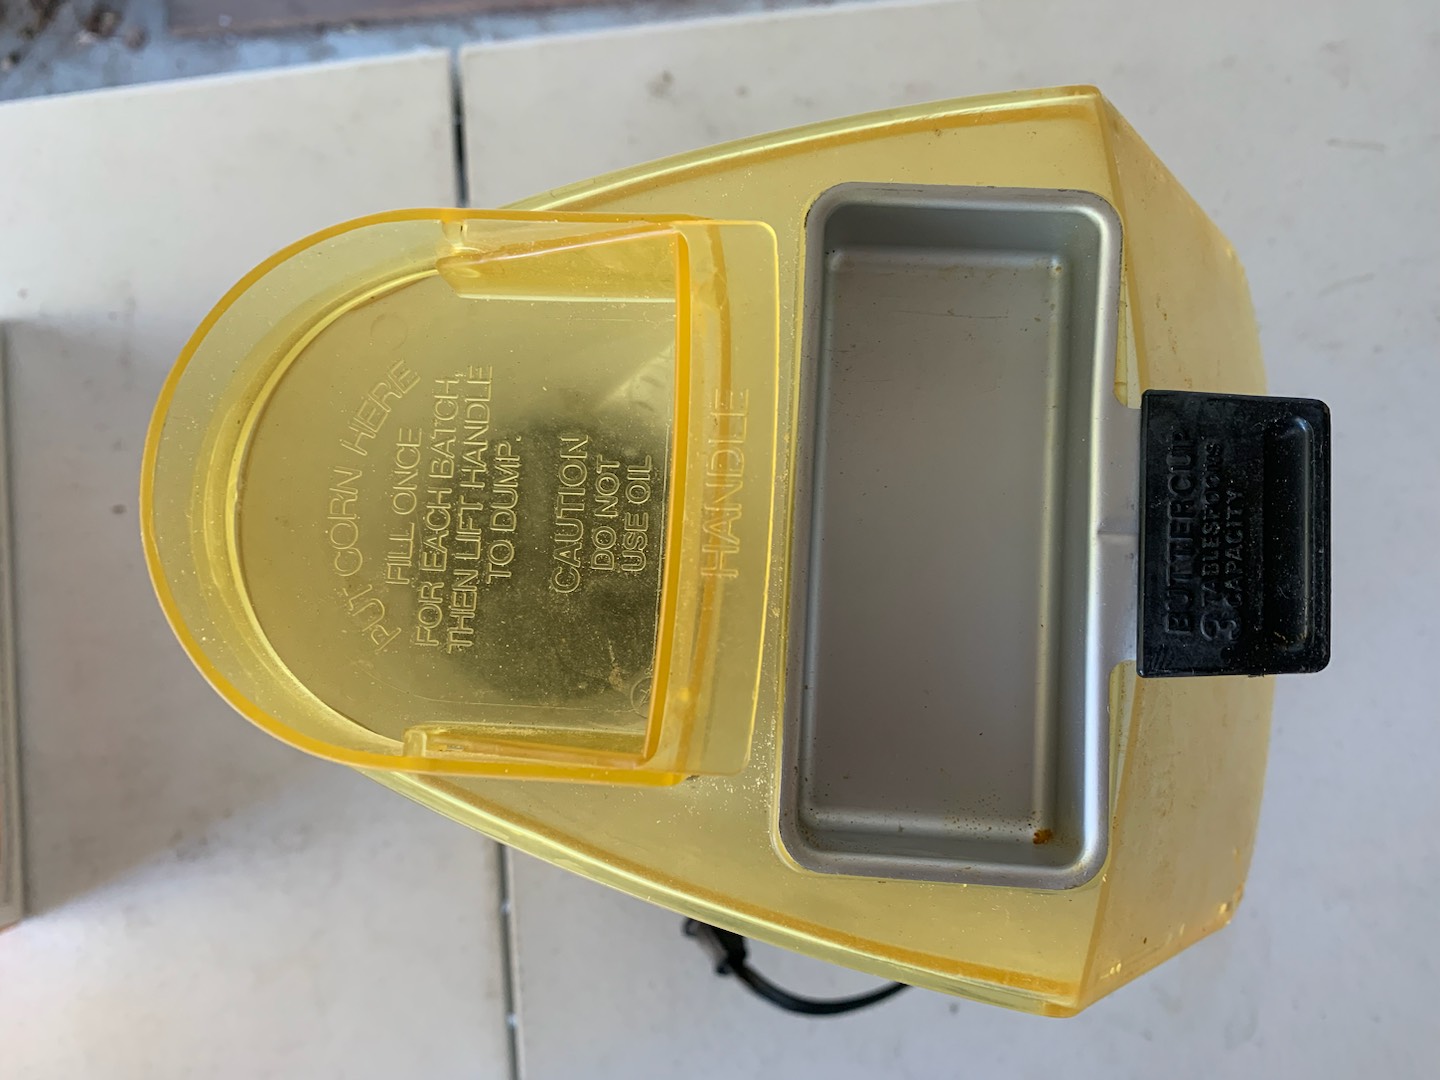 PUT CORN HERE
FILL ONCE
FOR EACH BATCH,
THEN LIFT HANDLE
TO DUMP.
CAUTION
DO NOT
USE OIL
HANDLE
BUTTERCUP
3 TABLESPOONS
CAPACITY